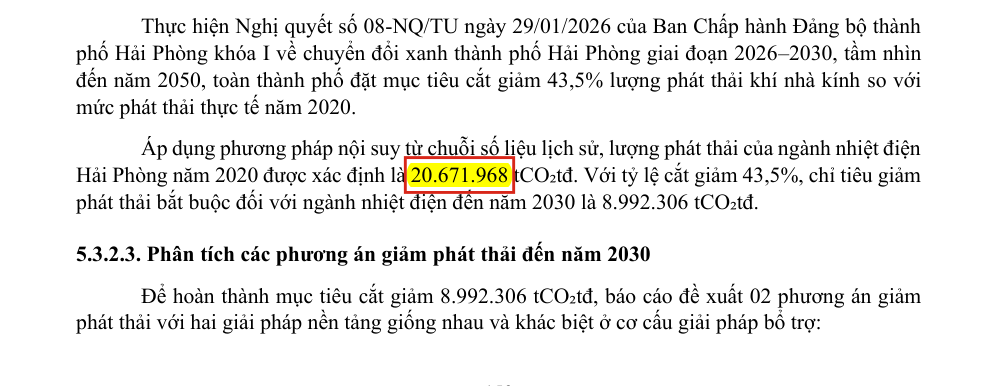 Thực hiện Nghị quyết số 08-NQ/TU ngày 29/01/2026 của Ban Chấp hành Đảng bộ thành
phố Hải Phòng khóa I về chuyển đổi xanh thành phố Hải Phòng giai đoạn 2026–2030, tầm nhìn
đến năm 2050, toàn thành phố đặt mục tiêu cắt giảm 43,5% lượng phát thải khí nhà kính so với
mức phát thải thực tế năm 2020.
Áp dụng phương pháp nội suy từ chuỗi số liệu lịch sử, lượng phát thải của ngành nhiệt điện
Hải Phòng năm 2020 được xác định là 20.671.968 tCO₂tđ. Với tỷ lệ cắt giảm 43,5%, chỉ tiêu giảm
phát thải bắt buộc đối với ngành nhiệt điện đến năm 2030 là 8.992.306 tCO₂tđ.
5.3.2.3. Phân tích các phương án giảm phát thải đến năm 2030
Để hoàn thành mục tiêu cắt giảm 8.992.306 tCO₂tđ, báo cáo đề xuất 02 phương án giảm
phát thải với hai giải pháp nền tảng giống nhau và khác biệt ở cơ cấu giải pháp bổ trợ: